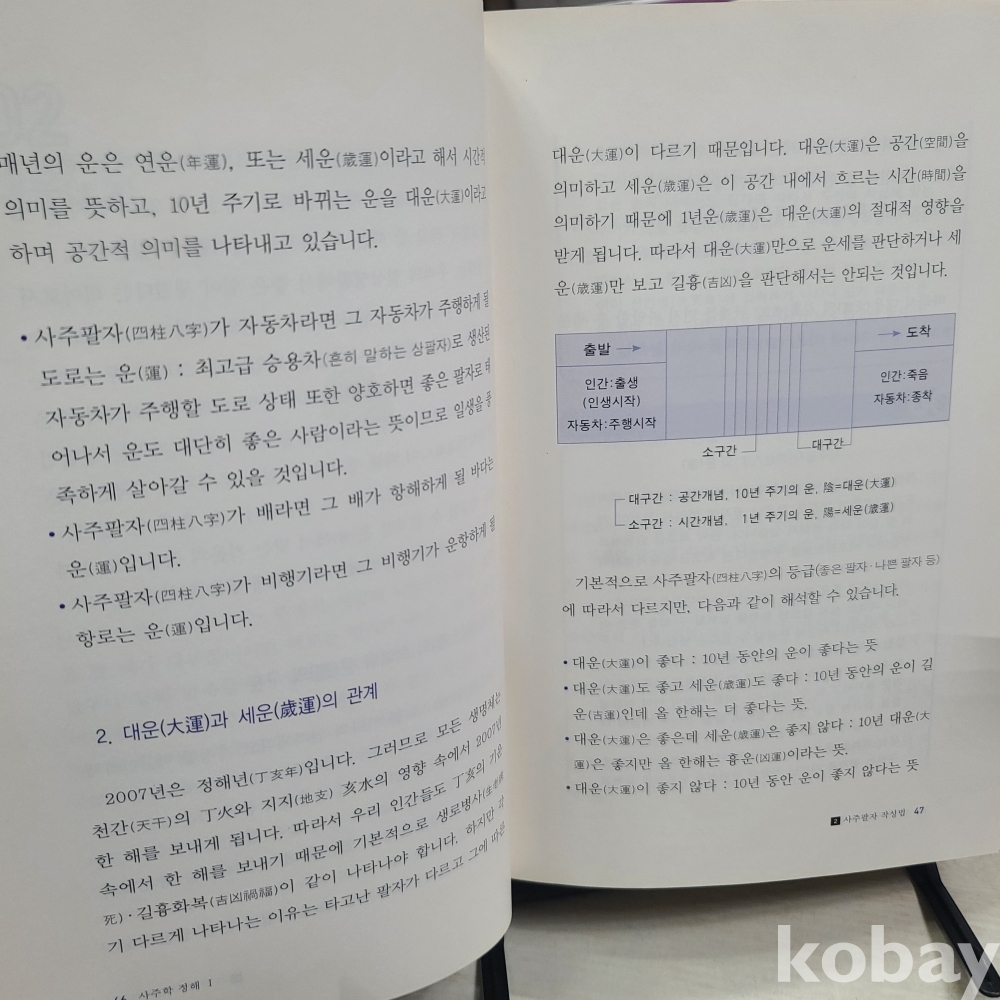 매년의 운은 연운(年運), 또는 세운(歲運)이라고 해서 시간적
의미를 뜻하고, 10년 주기로 바뀌는 운을 대운(大運)이라고
하며 공간적 의미를 나타내고 있습니다.
• 사주팔자(四柱八字)가 자동차라면 그 자동차가 주행하게 될
도로는 운(運) : 최고급 승용차(흔히 말하는 상팔자)로 생산된
자동차가 주행할 도로 상태 또한 양호하면 좋은 팔자로 태
어나서 운도 대단히 좋은 사람이라는 뜻이므로 일생을 풍
족하게 살아갈 수 있을 것입니다.
• 사주팔자(四柱八字)가 배라면 그 배가 항해하게 될 바다는
운(運)입니다.
• 사주팔자(四柱八字)가 비행기라면 그 비행기가 운항하게 될
항로는 운(運)입니다.
2. 대운(大運)과 세운(歲運)의 관계
2007년은 정해년(丁亥年)입니다. 그러므로 모든 생명체는
천간(天干)의 丁火와 지지(地支) 亥水의 영향 속에서 2007년
한 해를 보내게 됩니다. 따라서 우리 인간들도 丁亥의 기운
속에서 한 해를 보내기 때문에 기본적으로 생로병사(生老病
死)·길흉화복(吉凶禍福)이 같이 나타나야 합니다. 하지만 각
기 다르게 나타나는 이유는 타고난 팔자가 다르고 그에 따른
사주학 정해 1
대운(大運)이 다르기 때문입니다. 대운(大運)은 공간(空間)을
의미하고 세운(歲運)은 이 공간 내에서 흐르는 시간(時間)을
의미하기 때문에 1년운(歲運)은 대운(大運)의 절대적 영향을
받게 됩니다. 따라서 대운(大運)만으로 운세를 판단하거나 세
운(歲運)만 보고 길흉(吉凶)을 판단해서는 안되는 것입니다.
출발 →
→ 도착
인간:출생
(인생시작)
자동차:주행시작
인간:죽음
자동차:종착
소구간
대구간
대구간 : 공간개념, 10년 주기의 운, 陰=대운(大運)
소구간 : 시간개념, 1년 주기의 운, 陽=세운(歲運)
기본적으로 사주팔자(四柱八字)의 등급(좋은 팔자·나쁜 팔자 등)
에 따라서 다르지만, 다음과 같이 해석할 수 있습니다.
• 대운(大運)이 좋다 : 10년 동안의 운이 좋다는 뜻
• 대운(大運)도 좋고 세운(歲運)도 좋다 : 10년 동안의 운이 길
운(吉運)인데 올 한해는 더 좋다는 뜻.
• 대운(大運)은 좋은데 세운(歲運)은 좋지 않다 : 10년 대운(大
運)은 좋지만 올 한해는 흉운(凶運)이라는 뜻.
• 대운(大運)이 좋지 않다 : 10년 동안 운이 좋지 않다는 뜻
2 사주팔자 작성법 47
kobay